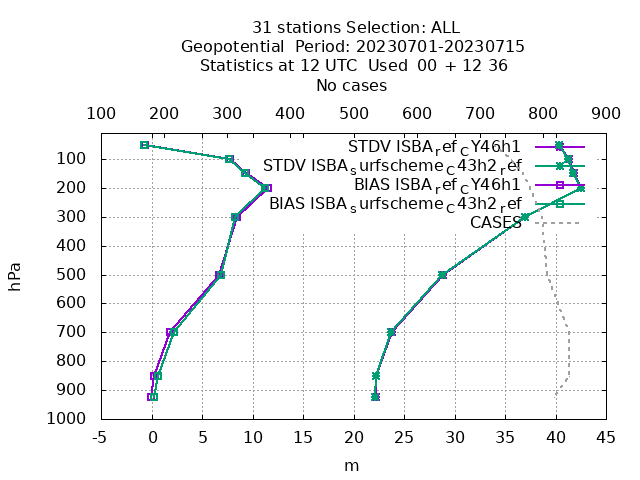 31 stations Selection: ALL
Geopotential  Period: 20230701-20230715
Statistics at 12 UTC  Used  00 + 12 36
No cases
100 200 300 400 500 600 700 800 900
STDV ISBA_ref_CY46h1
STDV ISBA_surfscheme_C43h2_ref
BIAS ISBA_ref_CY46h1
BIAS ISBA_surfscheme_C43h2_ref
CASES
100
200
300
400
500
600
700
800
900
1000
hPa
-5 0 5 10 15 20 25 30 35 40 45
m